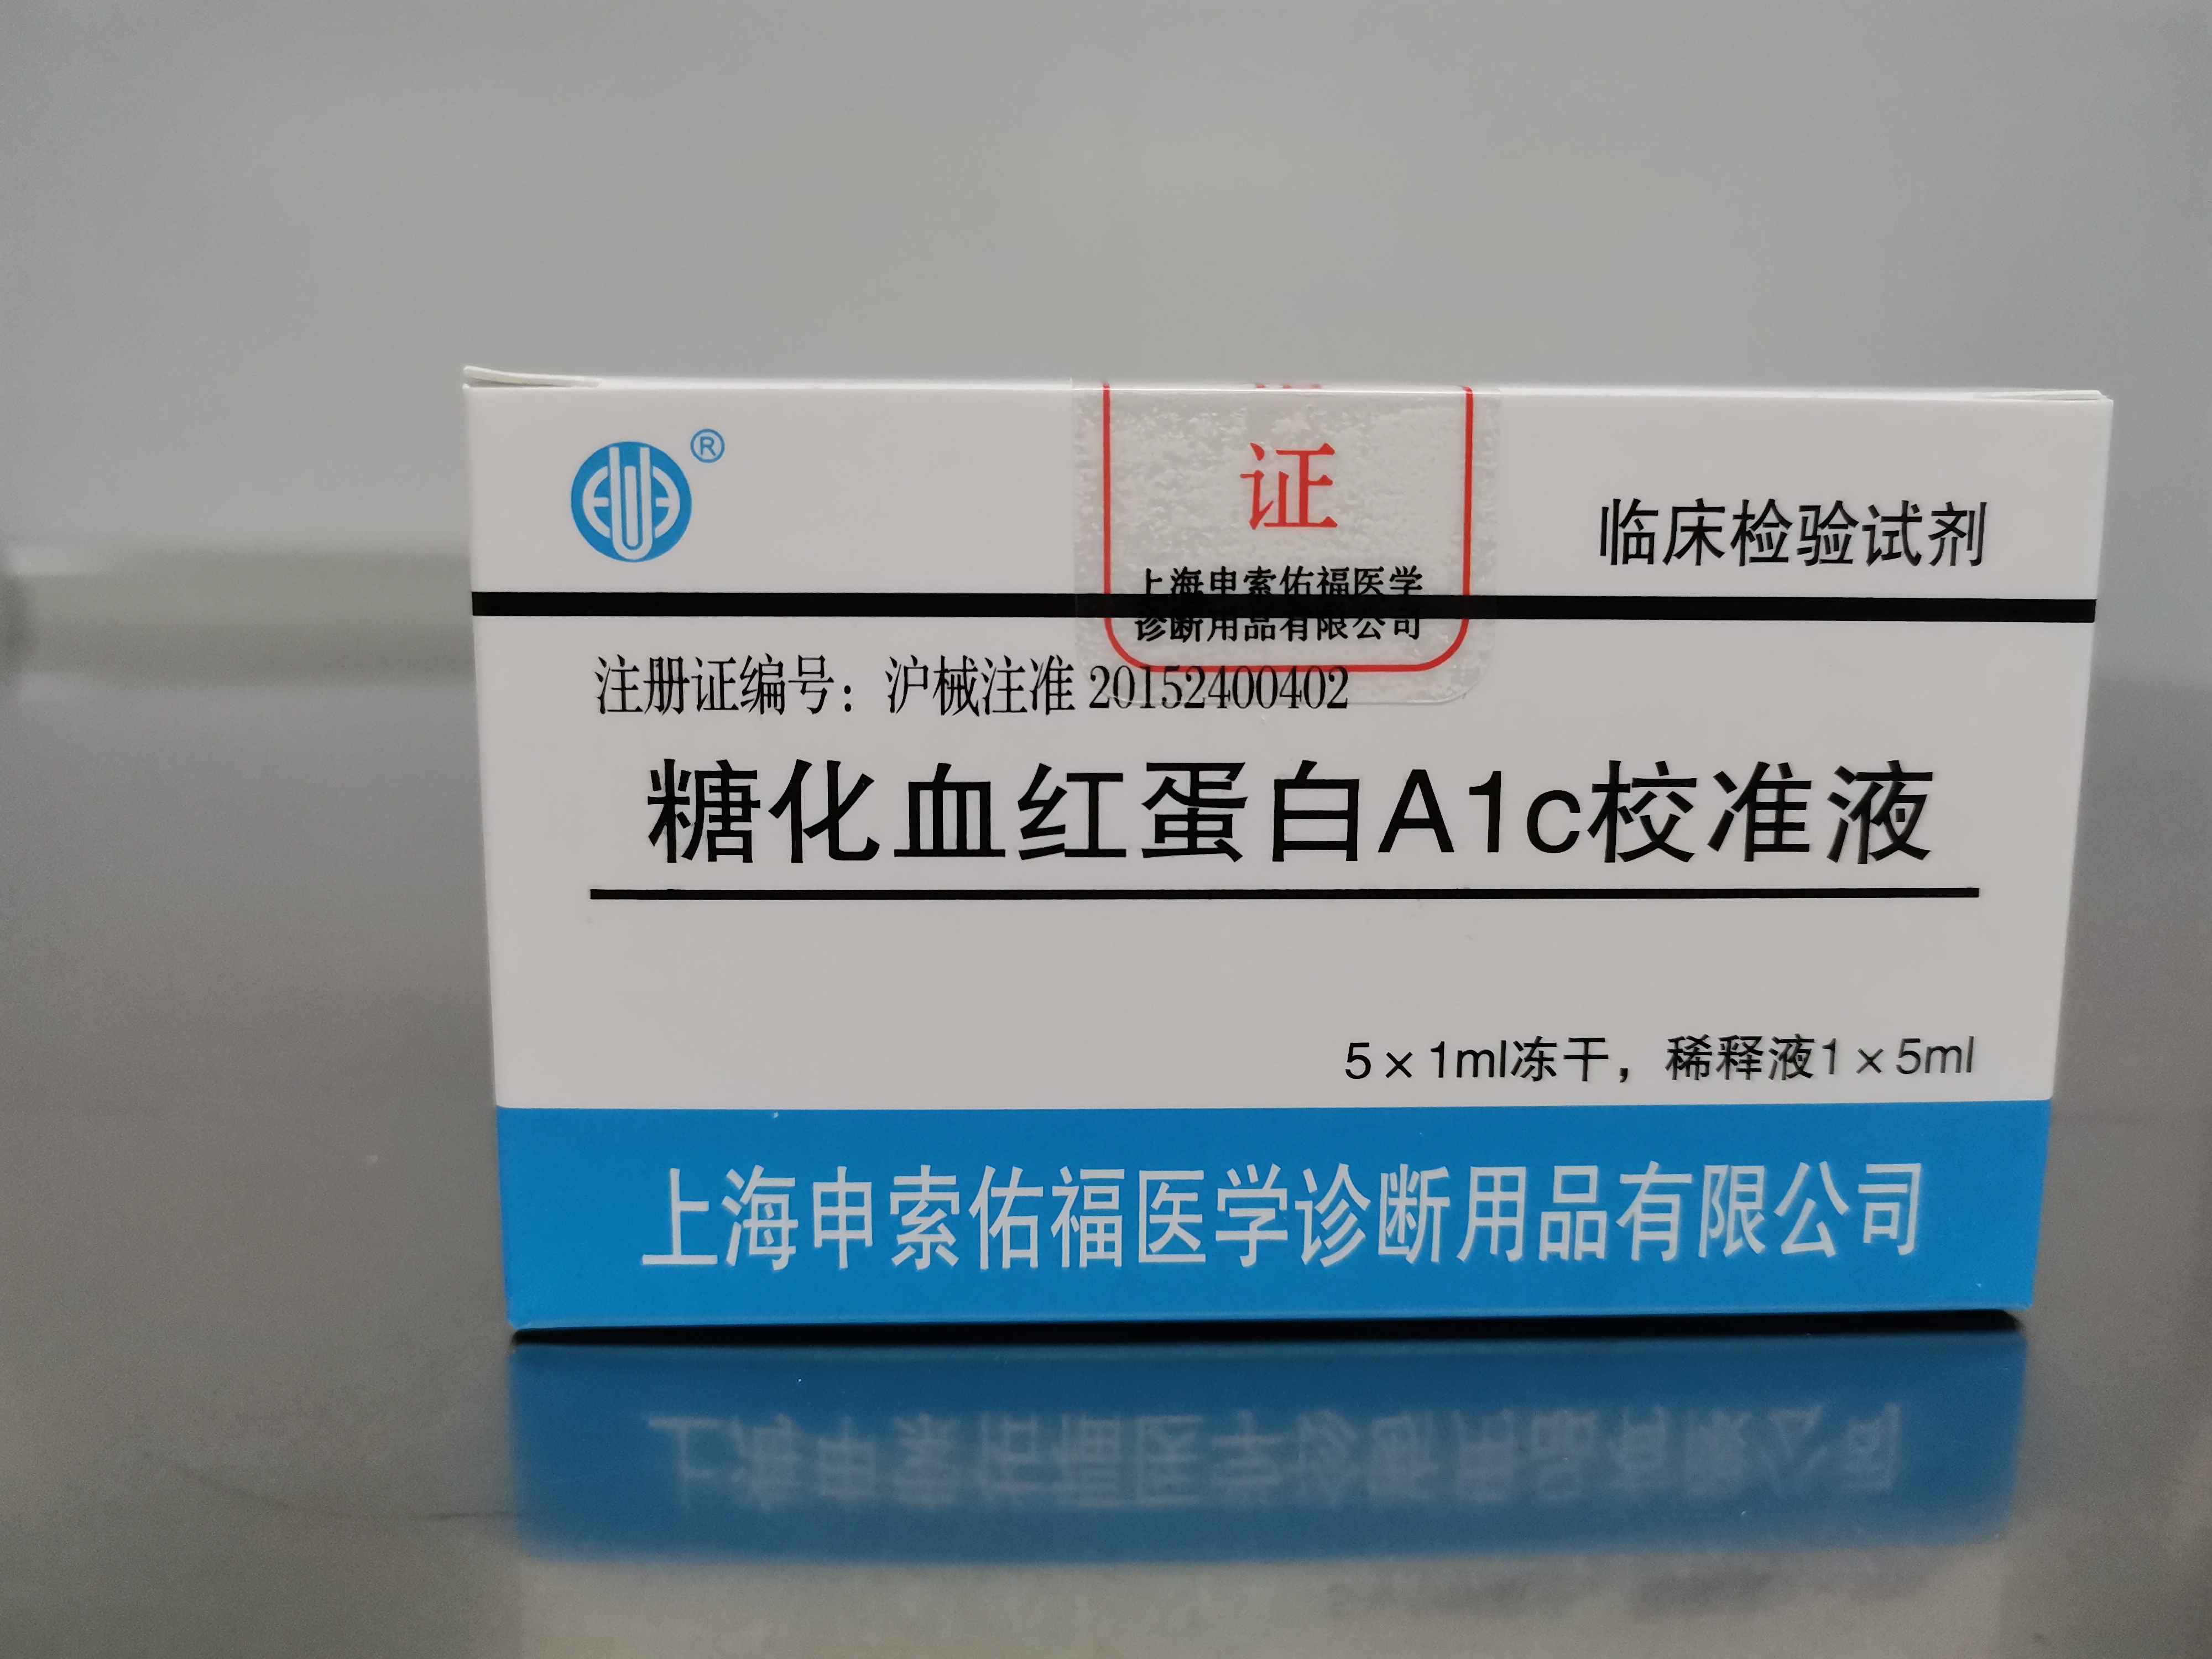 ®
证
临床检验试剂
上海申索佑福医学
诊断用品有限公司
注册证编号：沪械注准 20152400402
糖化血红蛋白A1c校准液
5×1ml冻干，稀释液1×5ml
上海申索佑福医学诊断用品有限公司